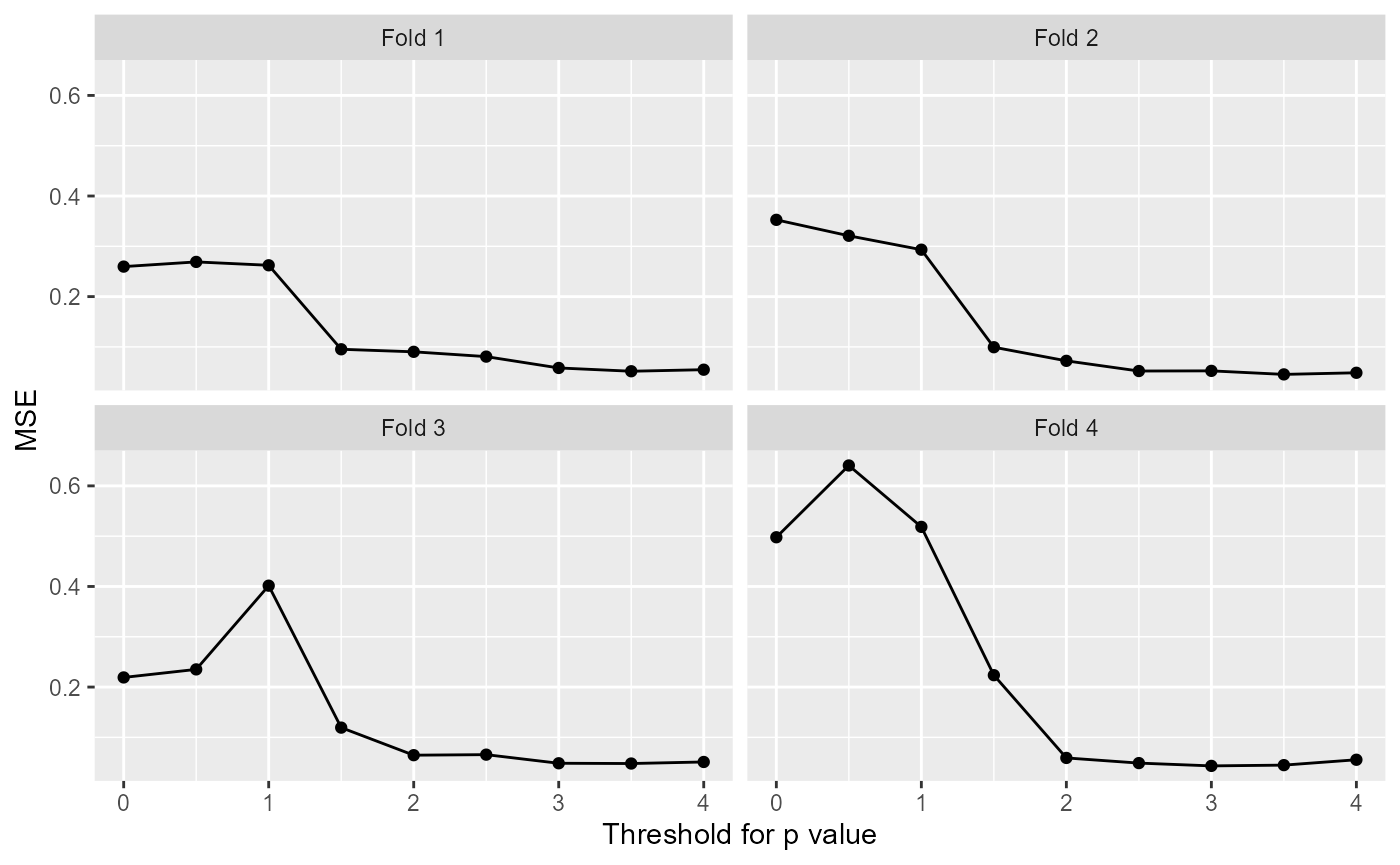 Fold 1
Fold 2
0.6
0.4
0.2
MSE
Fold 3
Fold 4
0.6
0.4
0.2
0 1 2 3 4
0 1 2 3 4
Threshold for p value